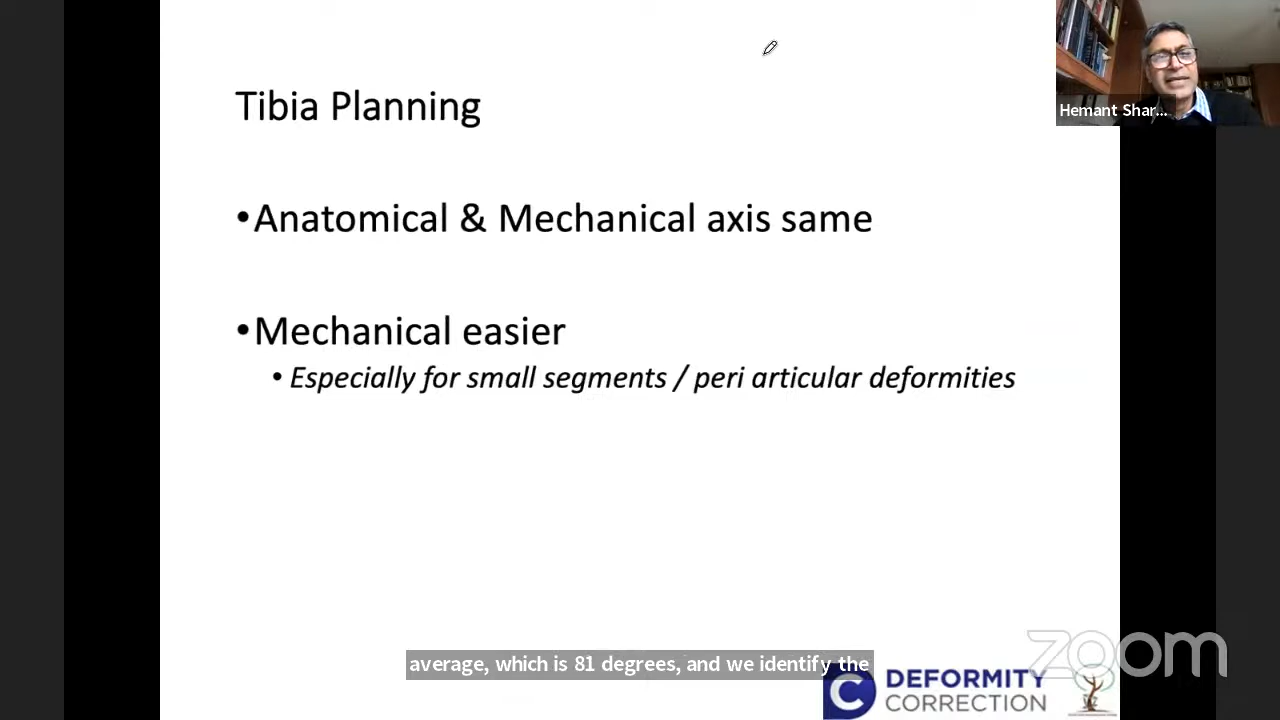 Hemant Shar...
Tibia Planning
•Anatomical & Mechanical axis same
•Mechanical easier
•Especially for small segments / peri articular deformities
average, which is 81 degrees, and we identify the
zoom
C DEFORMITY
CORRECTION